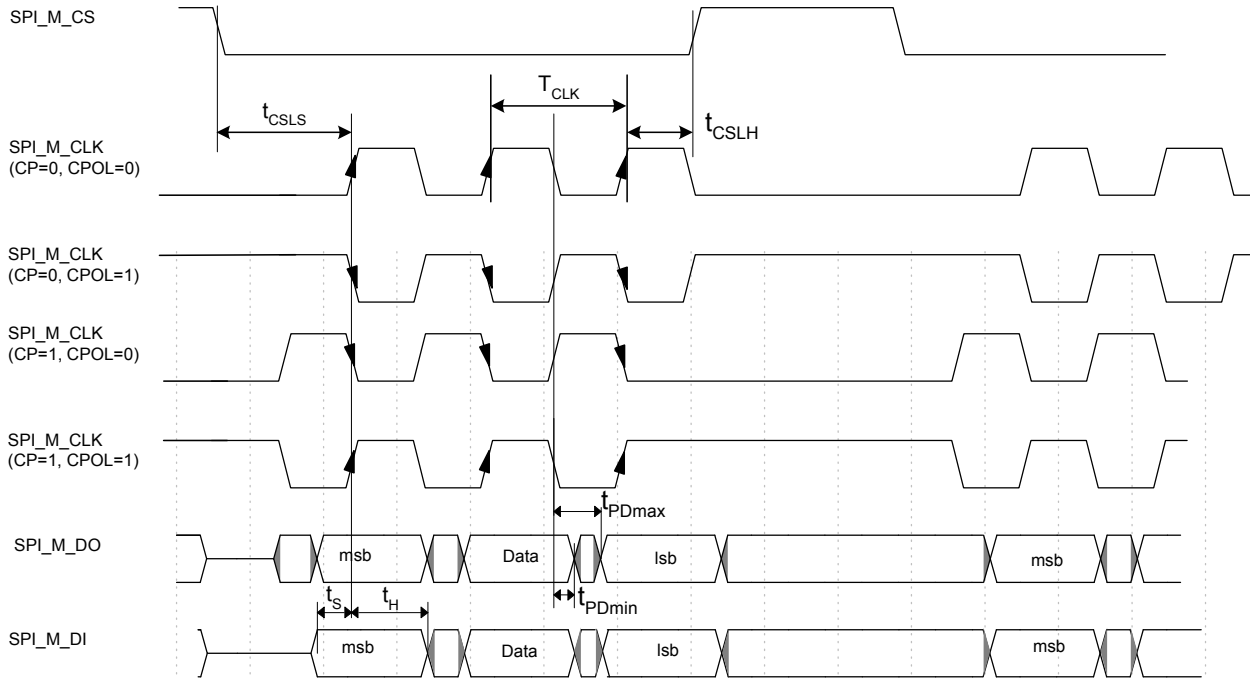 SPI_M_CS
T_CLK
t_CSLS
t_CSLH
SPI_M_CLK
(CP=0, CPOL=0)
SPI_M_CLK
(CP=0, CPOL=1)
SPI_M_CLK
(CP=1, CPOL=0)
SPI_M_CLK
(CP=1, CPOL=1)
t_PDmax
SPI_M_DO
msb
Data
lsb
msb
t_S
t_H
t_PDmin
SPI_M_DI
msb
Data
lsb
msb